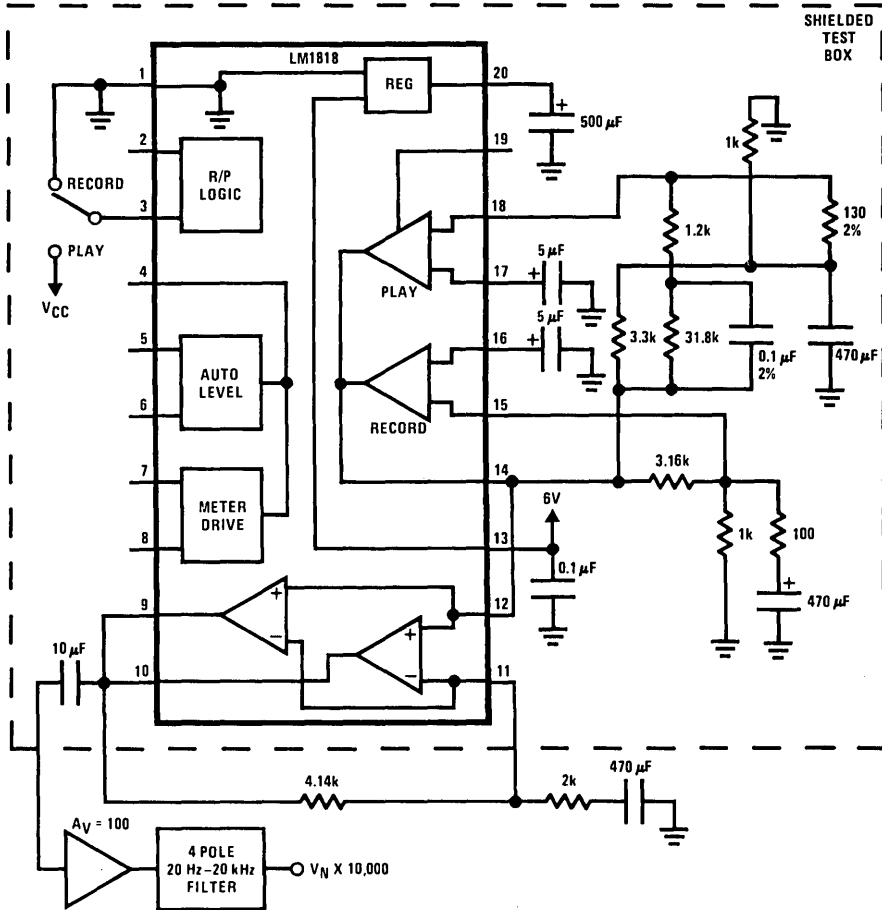 SHIELDED
TEST
BOX
LM1818
1
20
REG
500 µF
2
19
1k
R/P
LOGIC
RECORD
3
18
130
2%
1.2k
PLAY
VCC
4
PLAY
17
5 µF
5 µF
5
16
3.3k
31.8k
0.1 µF
2%
470 µF
AUTO
LEVEL
6
RECORD
15
7
14
3.16k
METER
DRIVE
8
13
6V
1k
100
0.1 µF
470 µF
9
+
−
12
10 µF
10
+
−
11
4.14k
2k
470 µF
AV = 100
4 POLE
20 Hz–20 kHz
FILTER
VN X 10,000